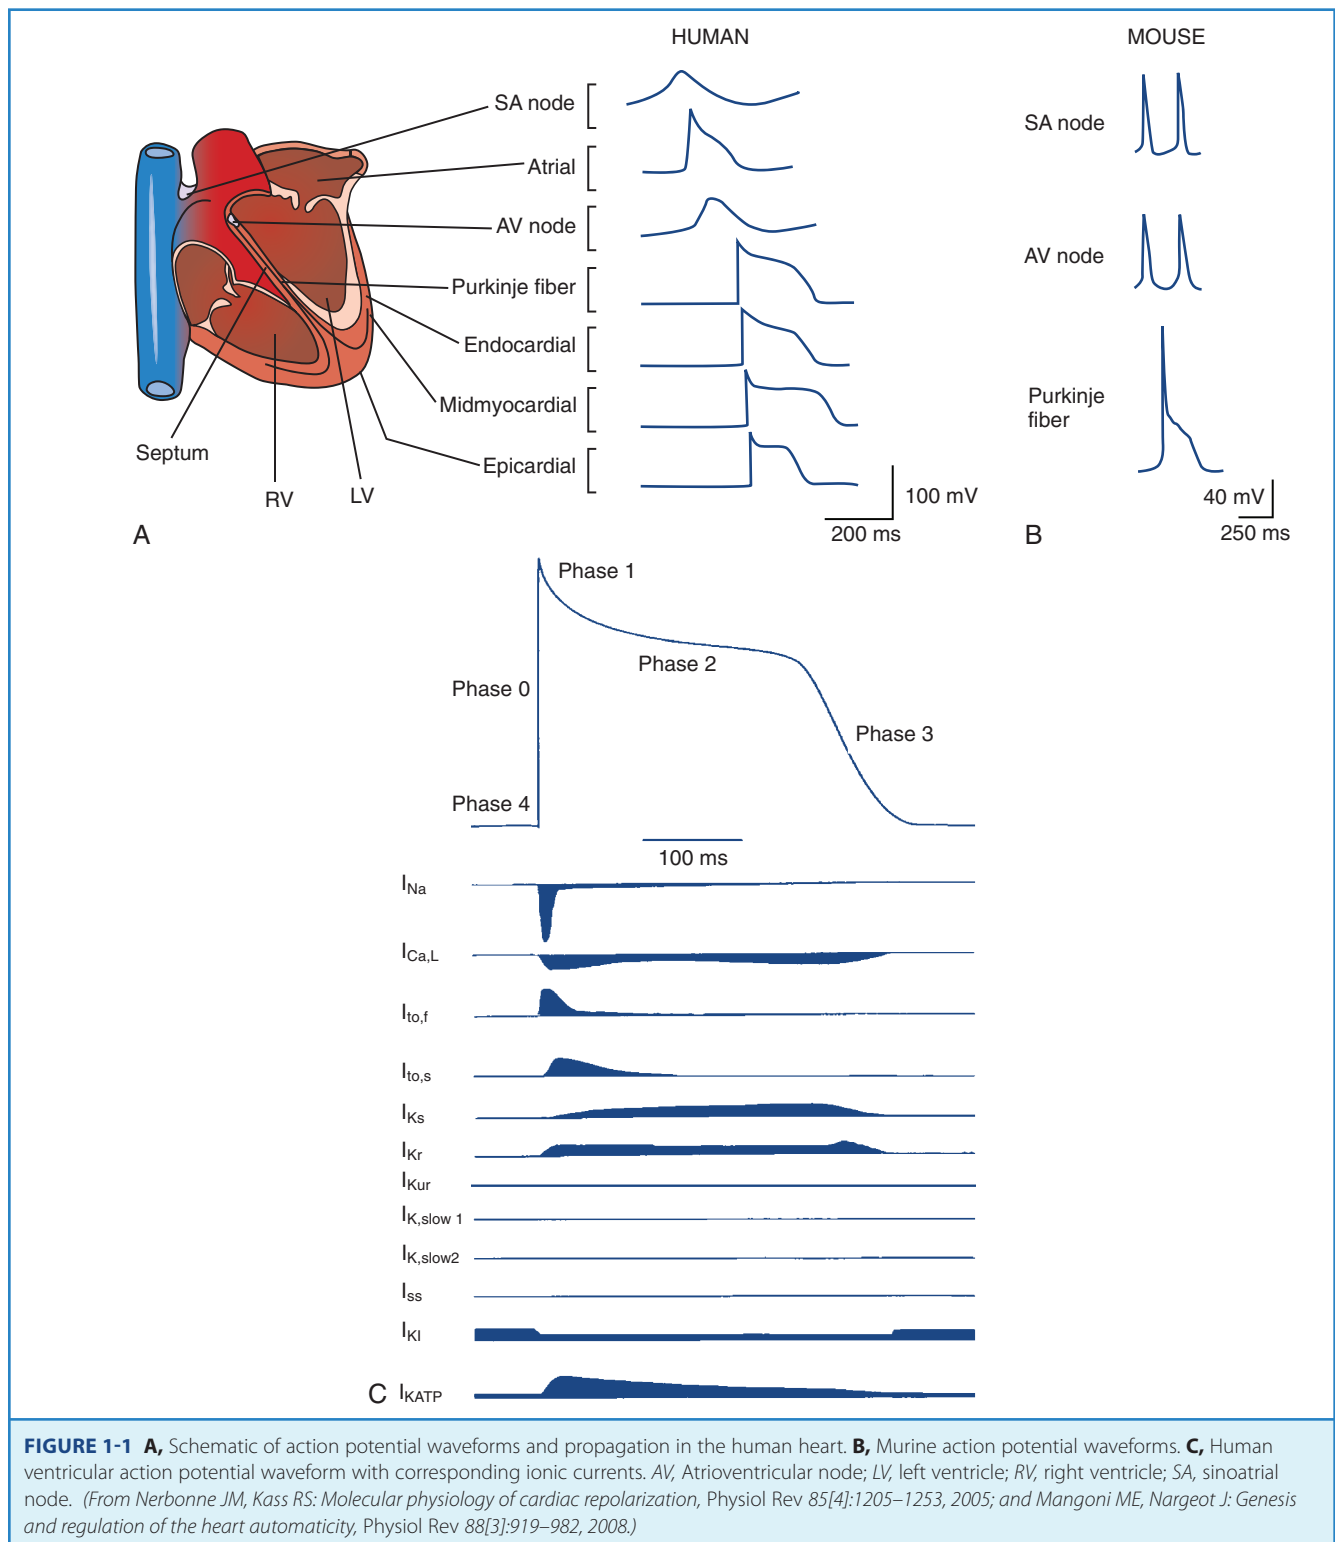 HUMAN
MOUSE
SA node
Atrial
AV node
Purkinje fiber
Endocardial
Midmyocardial
Epicardial
Septum
RV
LV
100 mV
200 ms
A
SA node
AV node
Purkinje
fiber
40 mV
250 ms
B
Phase 1
Phase 2
Phase 0
Phase 3
Phase 4
100 ms
INa
ICa,L
Ito,f
Ito,s
IKs
IKr
IKur
IK,slow 1
IK,slow2
Iss
IKI
C IKATP
FIGURE 1-1 A, Schematic of action potential waveforms and propagation in the human heart. B, Murine action potential waveforms. C, Human
ventricular action potential waveform with corresponding ionic currents. AV, Atrioventricular node; LV, left ventricle; RV, right ventricle; SA, sinoatrial
node. (From Nerbonne JM, Kass RS: Molecular physiology of cardiac repolarization, Physiol Rev 85[4]:1205–1253, 2005; and Mangoni ME, Nargeot J: Genesis
and regulation of the heart automaticity, Physiol Rev 88[3]:919–982, 2008.)